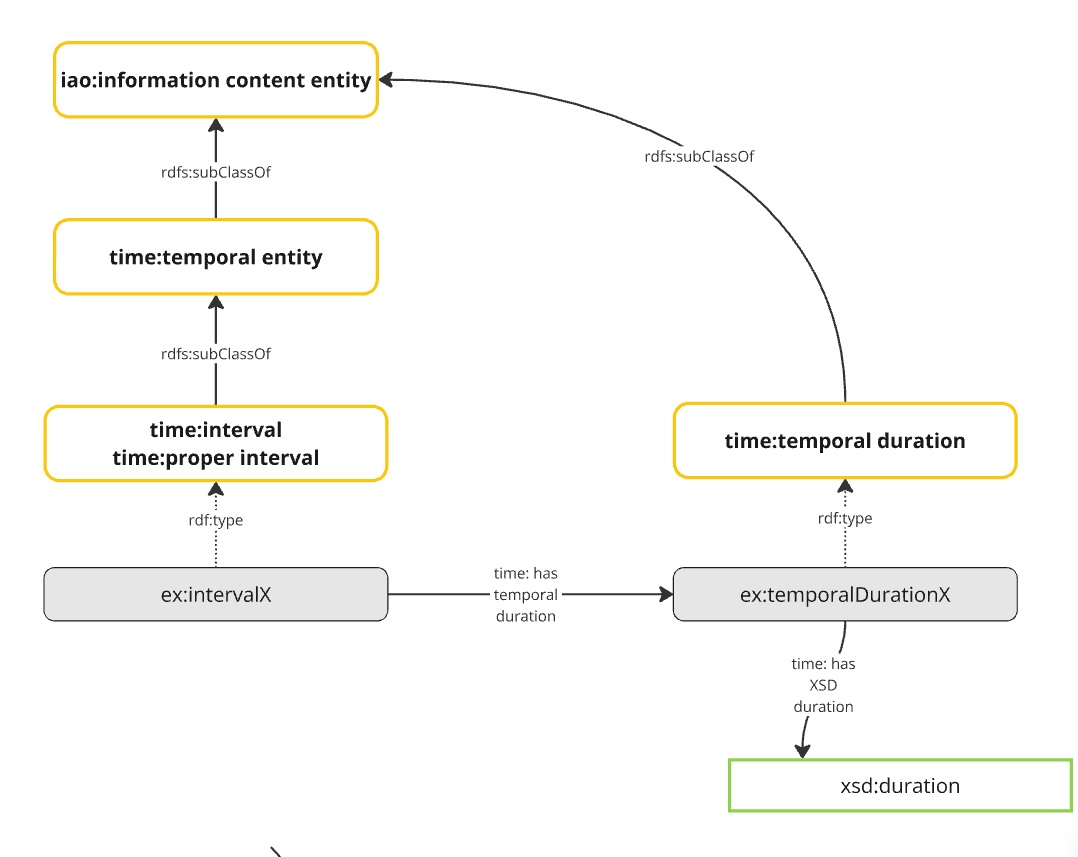 iao:information content entity
rdfs:subClassOf
rdfs:subClassOf
time:temporal entity
rdfs:subClassOf
time:interval
time:proper interval
time:temporal duration
rdf:type
rdf:type
ex:intervalX
time: has
temporal
duration
ex:temporalDurationX
time: has
XSD
duration
xsd:duration